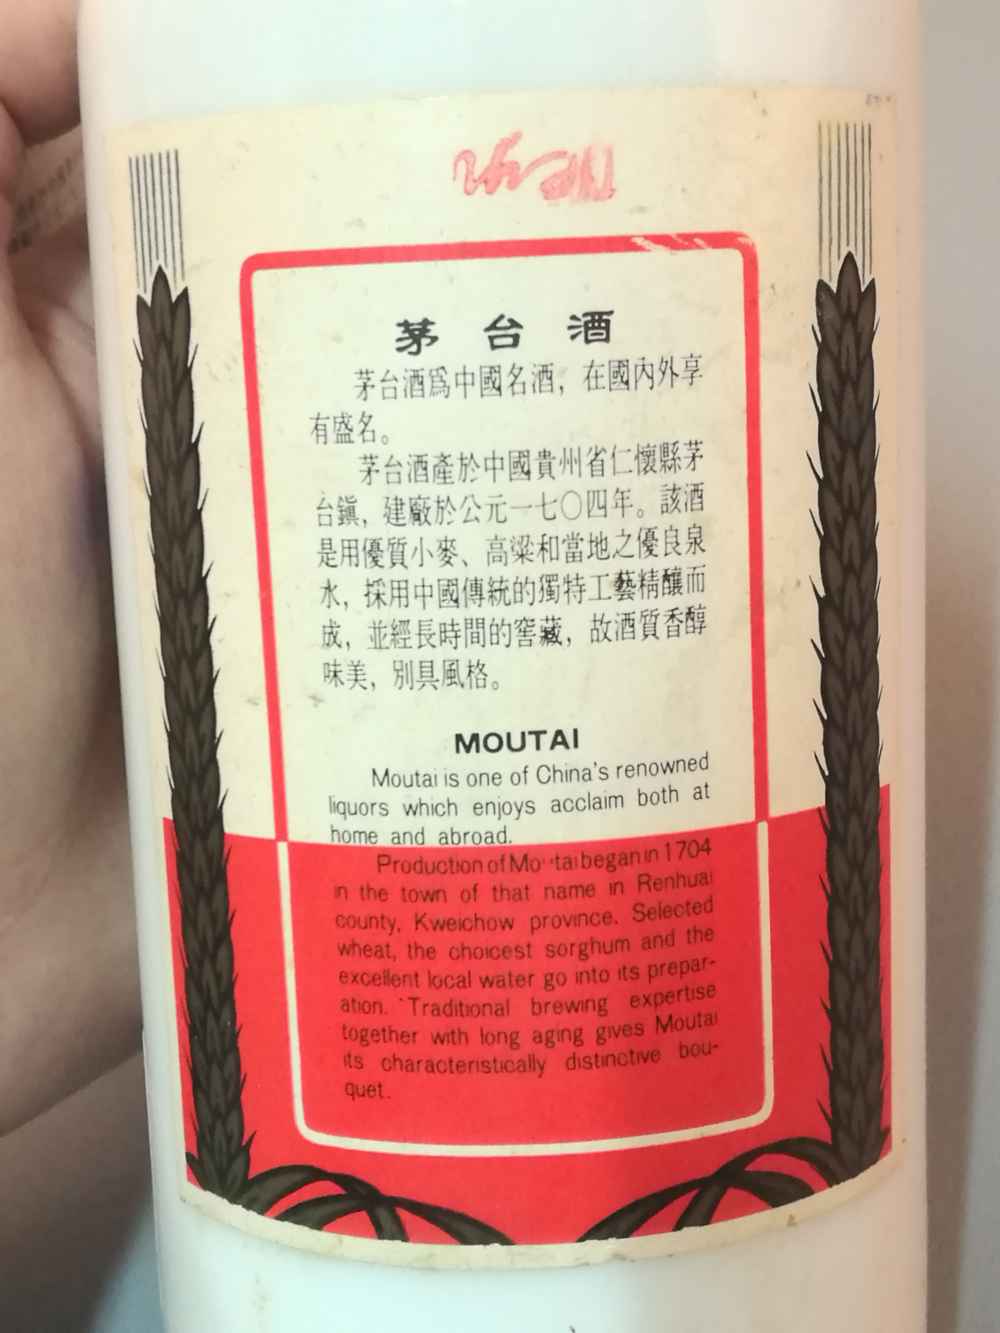 茅台酒
茅台酒爲中國名酒，在國內外享
有盛名。
茅台酒產於中國貴州省仁懷縣茅
台鎭，建廠於公元一七〇四年。該酒
是用優質小麥、高粱和當地之優良泉
水，採用中國傳統的獨特工藝精釀而
成，並經長時間的窖藏，故酒質香醇
味美，別具風格。
MOUTAI
Moutai is one of China's renowned
liquors which enjoys acclaim both at
home and abroad.
Production of Moutai began in 1704
in the town of that name in Renhuai
county, Kweichow province. Selected
wheat, the choicest sorghum and the
excellent local water go into its prepar-
ation. Traditional brewing expertise
together with long aging gives Moutai
its characteristically distinctive bou-
quet.